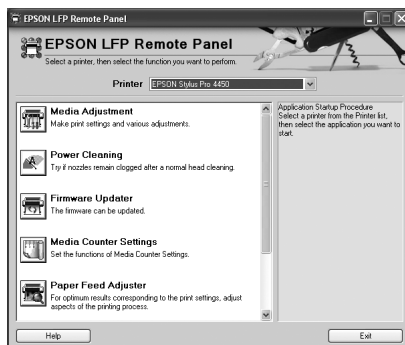 EPSON LFP Remote Panel
EPSON LFP Remote Panel
Select a printer, then select the function you want to perform.
Printer EPSON Stylus Pro 4450
Media Adjustment
Make print settings and various adjustments.
Power Cleaning
Try if nozzles remain clogged after a normal head cleaning.
Firmware Updater
The firmware can be updated.
Media Counter Settings
Set the functions of Media Counter Settings.
Paper Feed Adjuster
For optimum results corresponding to the print settings, adjust
aspects of the printing process.
Application Startup Procedure
Select a printer from the Printer list,
then select the application you want to
start.
Help
Exit